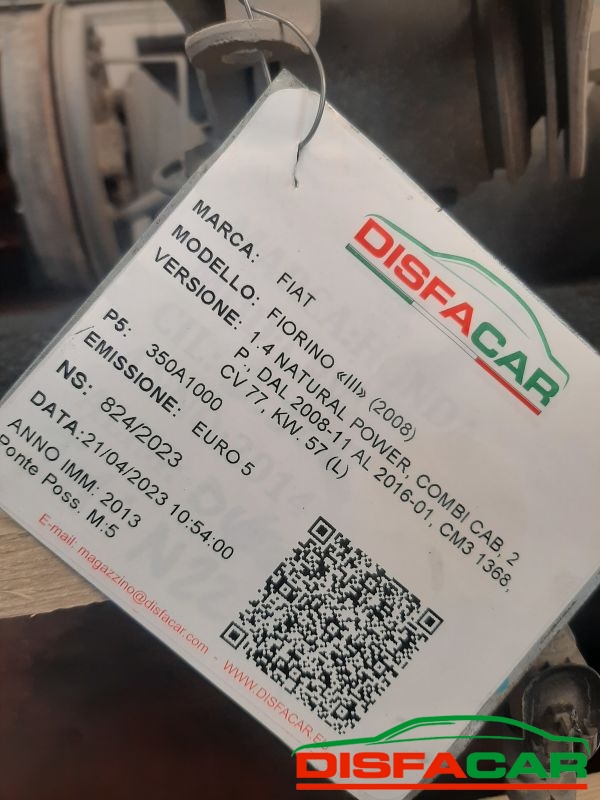 DISFACAR
MARCA: FIAT
MODELLO: FIORINO «III» (2008)
VERSIONE: 1.4 NATURAL POWER, COMBI CAB, 2
P., DAL 2008-11 AL 2016-01, CM3 1368,
CV 77, KW. 57 (L)
P5: 350A1000
/EMISSIONE: EURO 5
NS: 824/2023
DATA:21/04/2023 10:54:00
ANNO IMM: 2013
Ponte Poss. M:5
E-mail. magazzino@disfacar.com - WWW.DISFACAR.E
DISFACAR